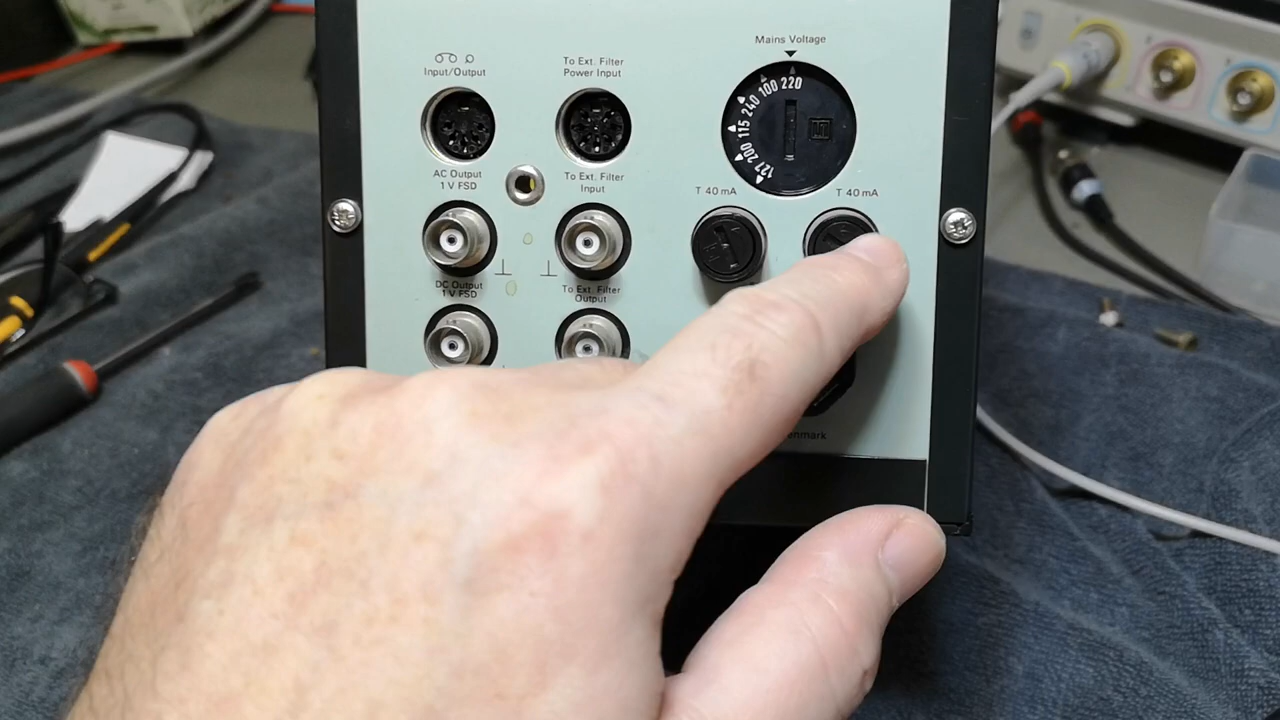 Mains Voltage
Input/Output
To Ext. Filter
Power Input
127 200 115 240 100 220
AC Output
1 V FSD
To Ext. Filter
Input
T 40 mA
T 40 mA
DC Output
1 V FSD
To Ext. Filter
Output